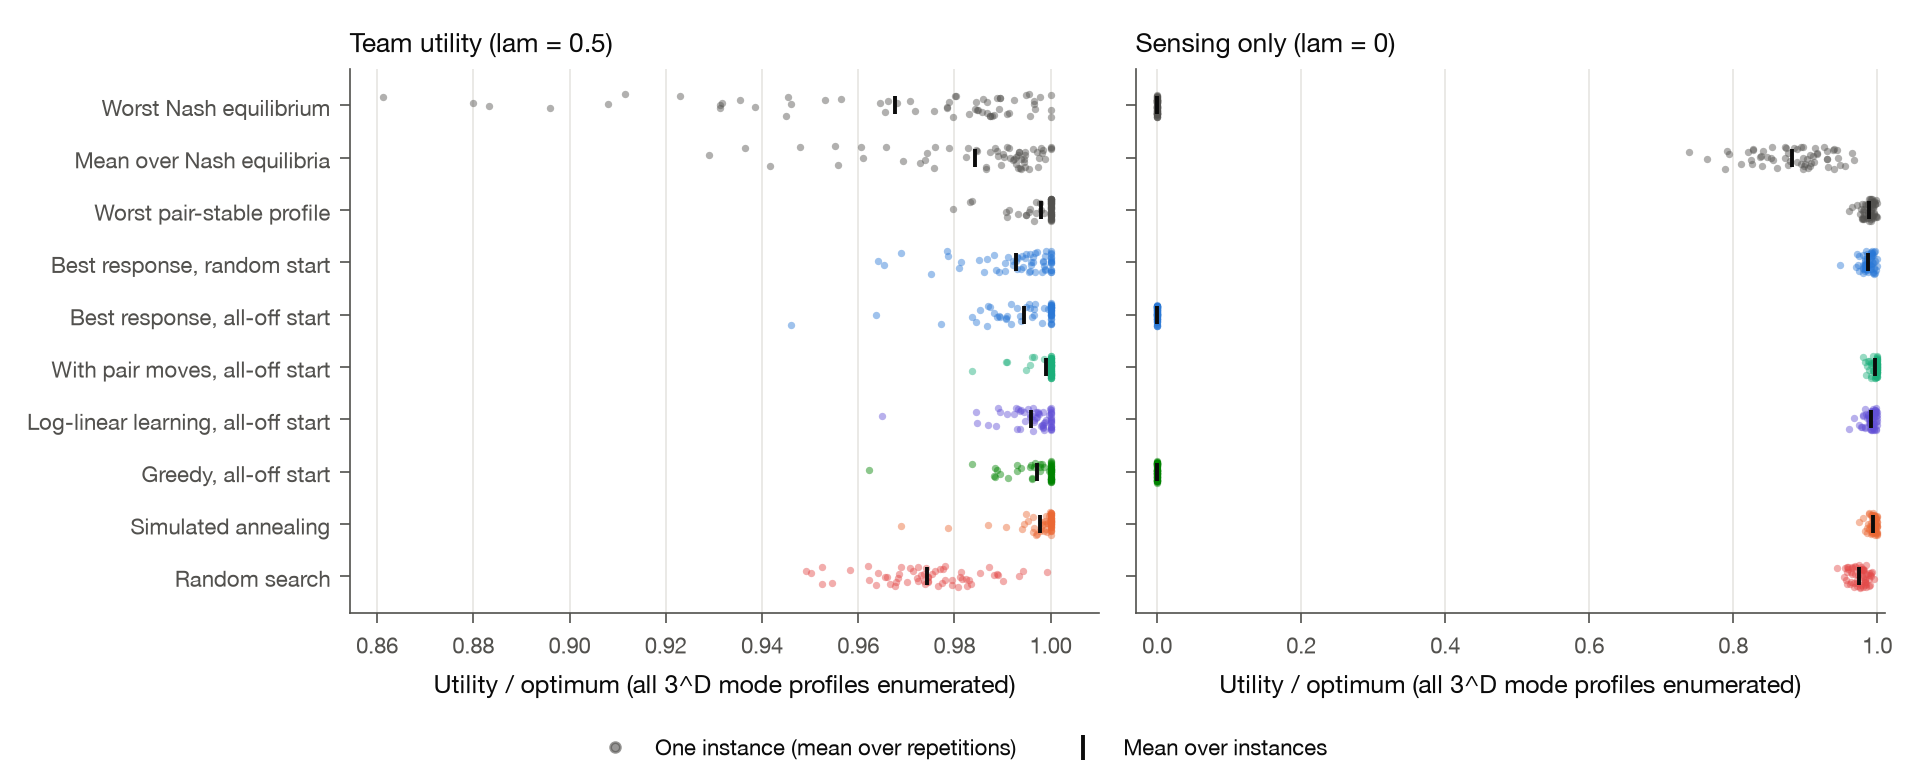 Team utility (lam = 0.5)
Sensing only (lam = 0)
Worst Nash equilibrium
Mean over Nash equilibria
Worst pair-stable profile
Best response, random start
Best response, all-off start
With pair moves, all-off start
Log-linear learning, all-off start
Greedy, all-off start
Simulated annealing
Random search
0.86 0.88 0.90 0.92 0.94 0.96 0.98 1.00
0.0 0.2 0.4 0.6 0.8 1.0
Utility / optimum (all 3^D mode profiles enumerated)
Utility / optimum (all 3^D mode profiles enumerated)
One instance (mean over repetitions)
Mean over instances